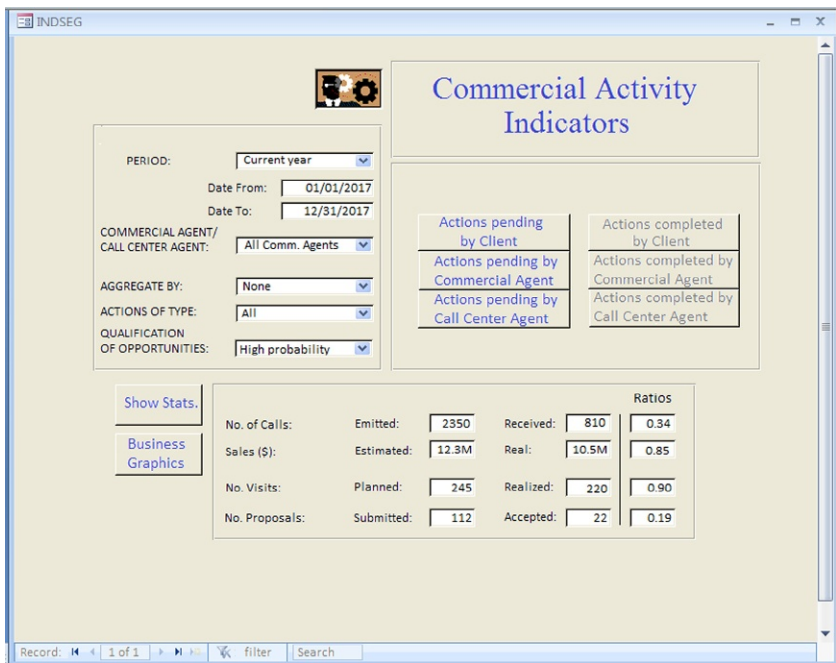 INDSEG
Commercial Activity
Indicators
PERIOD: Current year
Date From: 01/01/2017
Date To: 12/31/2017
COMMERCIAL AGENT/
CALL CENTER AGENT: All Comm. Agents
AGGREGATE BY: None
ACTIONS OF TYPE: All
QUALIFICATION
OF OPPORTUNITIES: High probability
Actions pending
by Client
Actions pending by
Commercial Agent
Actions pending by
Call Center Agent
Actions completed
by Client
Actions completed by
Commercial Agent
Actions completed by
Call Center Agent
Show Stats.
Business
Graphics
Ratios
No. of Calls: Emitted: 2350 Received: 810 0.34
Sales ($): Estimated: 12.3M Real: 10.5M 0.85
No. Visits: Planned: 245 Realized: 220 0.90
No. Proposals: Submitted: 112 Accepted: 22 0.19
Record: 1 of 1 filter Search